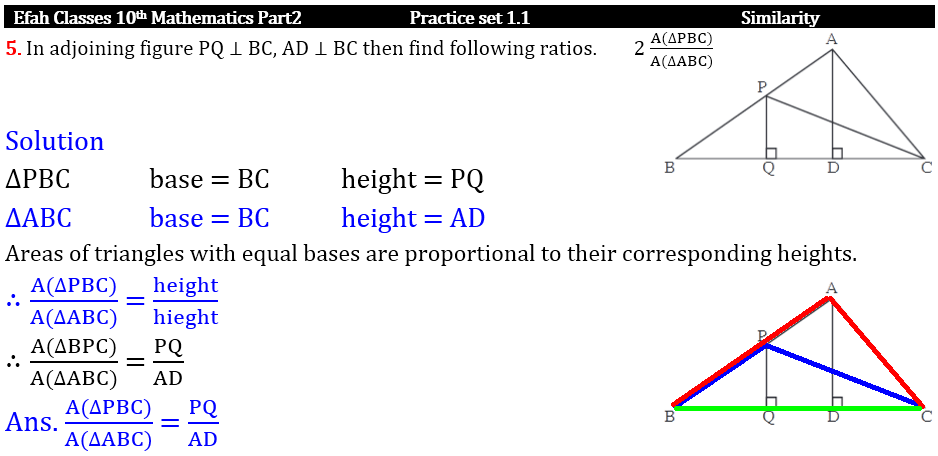 Efah Classes 10th Mathematics Part2 Practice set 1.1 Similarity
5. In adjoining figure PQ ⊥ BC, AD ⊥ BC then find following ratios. 2 A(ΔPBC)/A(ΔABC)
A
P
B Q D C
Solution
ΔPBC base = BC height = PQ
ΔABC base = BC height = AD
Areas of triangles with equal bases are proportional to their corresponding heights.
∴ A(ΔPBC)/A(ΔABC) = height/hieght
∴ A(ΔBPC)/A(ΔABC) = PQ/AD
Ans. A(ΔPBC)/A(ΔABC) = PQ/AD
A
P
B Q D C